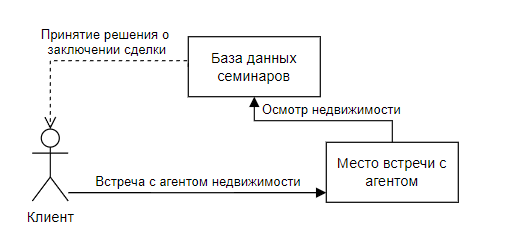 Принятие решения о
заключении сделки
База данных
семинаров
Осмотр недвижимости
Место встречи с
агентом
Встреча с агентом недвижимости
Клиент